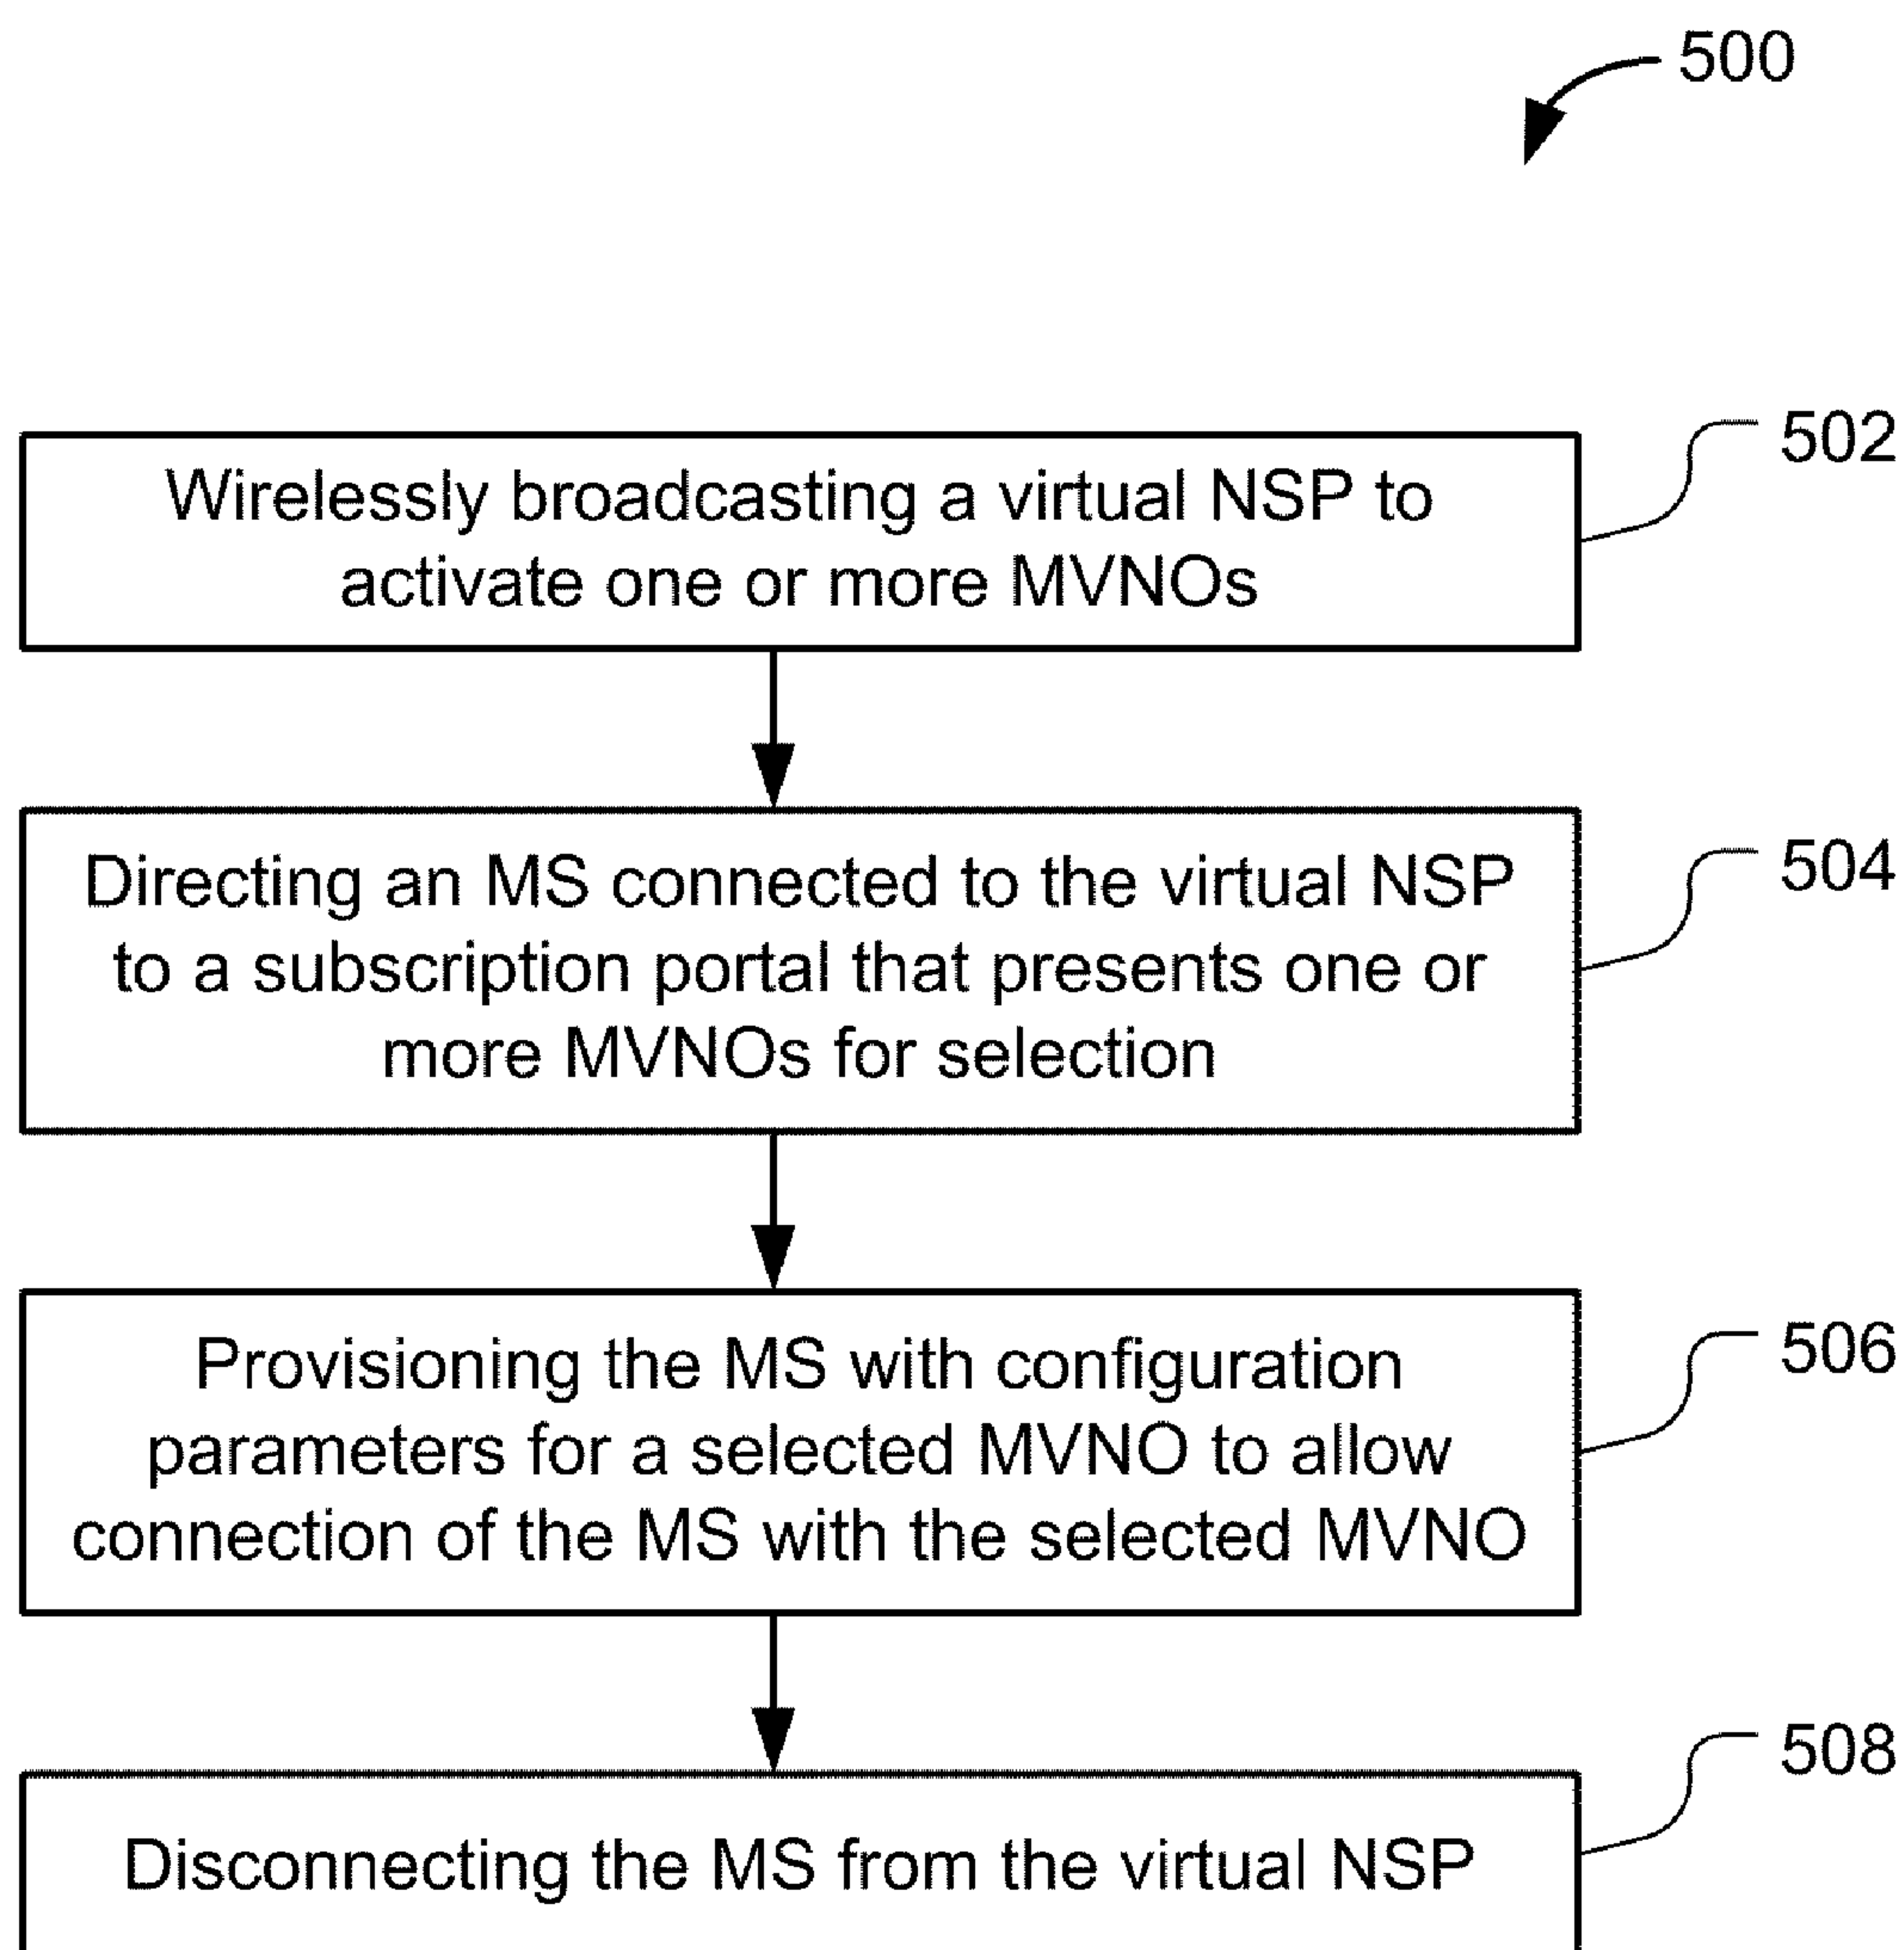 500
502
Wirelessly broadcasting a virtual NSP to
activate one or more MVNOs
504
Directing an MS connected to the virtual NSP
to a subscription portal that presents one or
more MVNOs for selection
506
Provisioning the MS with configuration
parameters for a selected MVNO to allow
connection of the MS with the selected MVNO
508
Disconnecting the MS from the virtual NSP